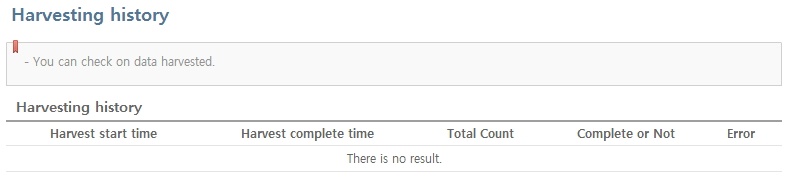 Harvesting history
- You can check on data harvested.
Harvesting history
Harvest start time Harvest complete time Total Count Complete or Not Error
There is no result.